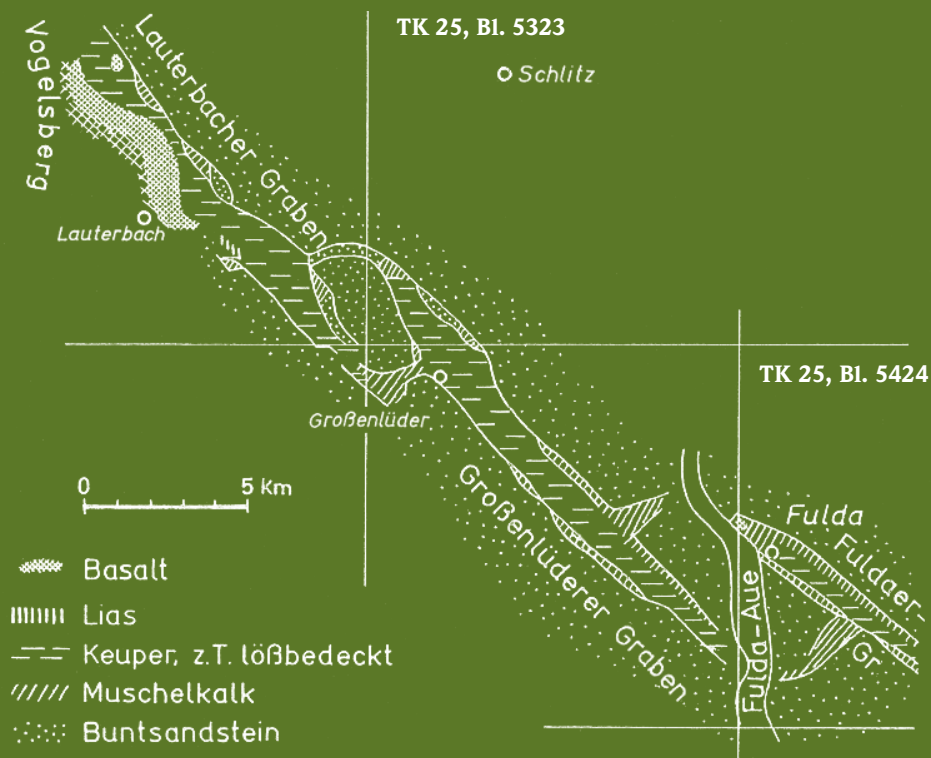 TK 25, Bl. 5323
Schlitz
Vogelsberg
Lauterbacher Graben
Lauterbach
TK 25, Bl. 5424
Großenlüder
0 5 Km
Großenlüderer Graben
Fulda
Fuldaer-
Gr
Fulda-Aue
Basalt
Lias
Keuper, z.T. lößbedeckt
Muschelkalk
Buntsandstein